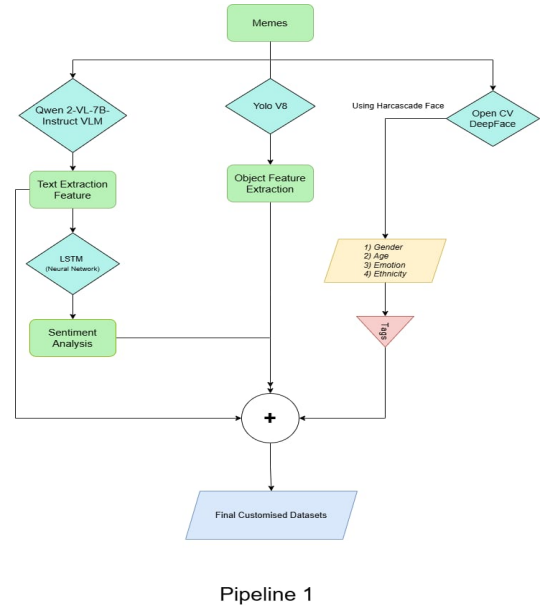 Memes
Qwen 2-VL-7B-
Instruct VLM
Yolo V8
Using Harcascade Face
Open CV
DeepFace
Text Extraction
Feature
Object Feature
Extraction
LSTM
(Neural Network)
1) Gender
2) Age
3) Emotion
4) Ethnicity
Tags
Sentiment
Analysis
+
Final Customised Datasets
Pipeline 1